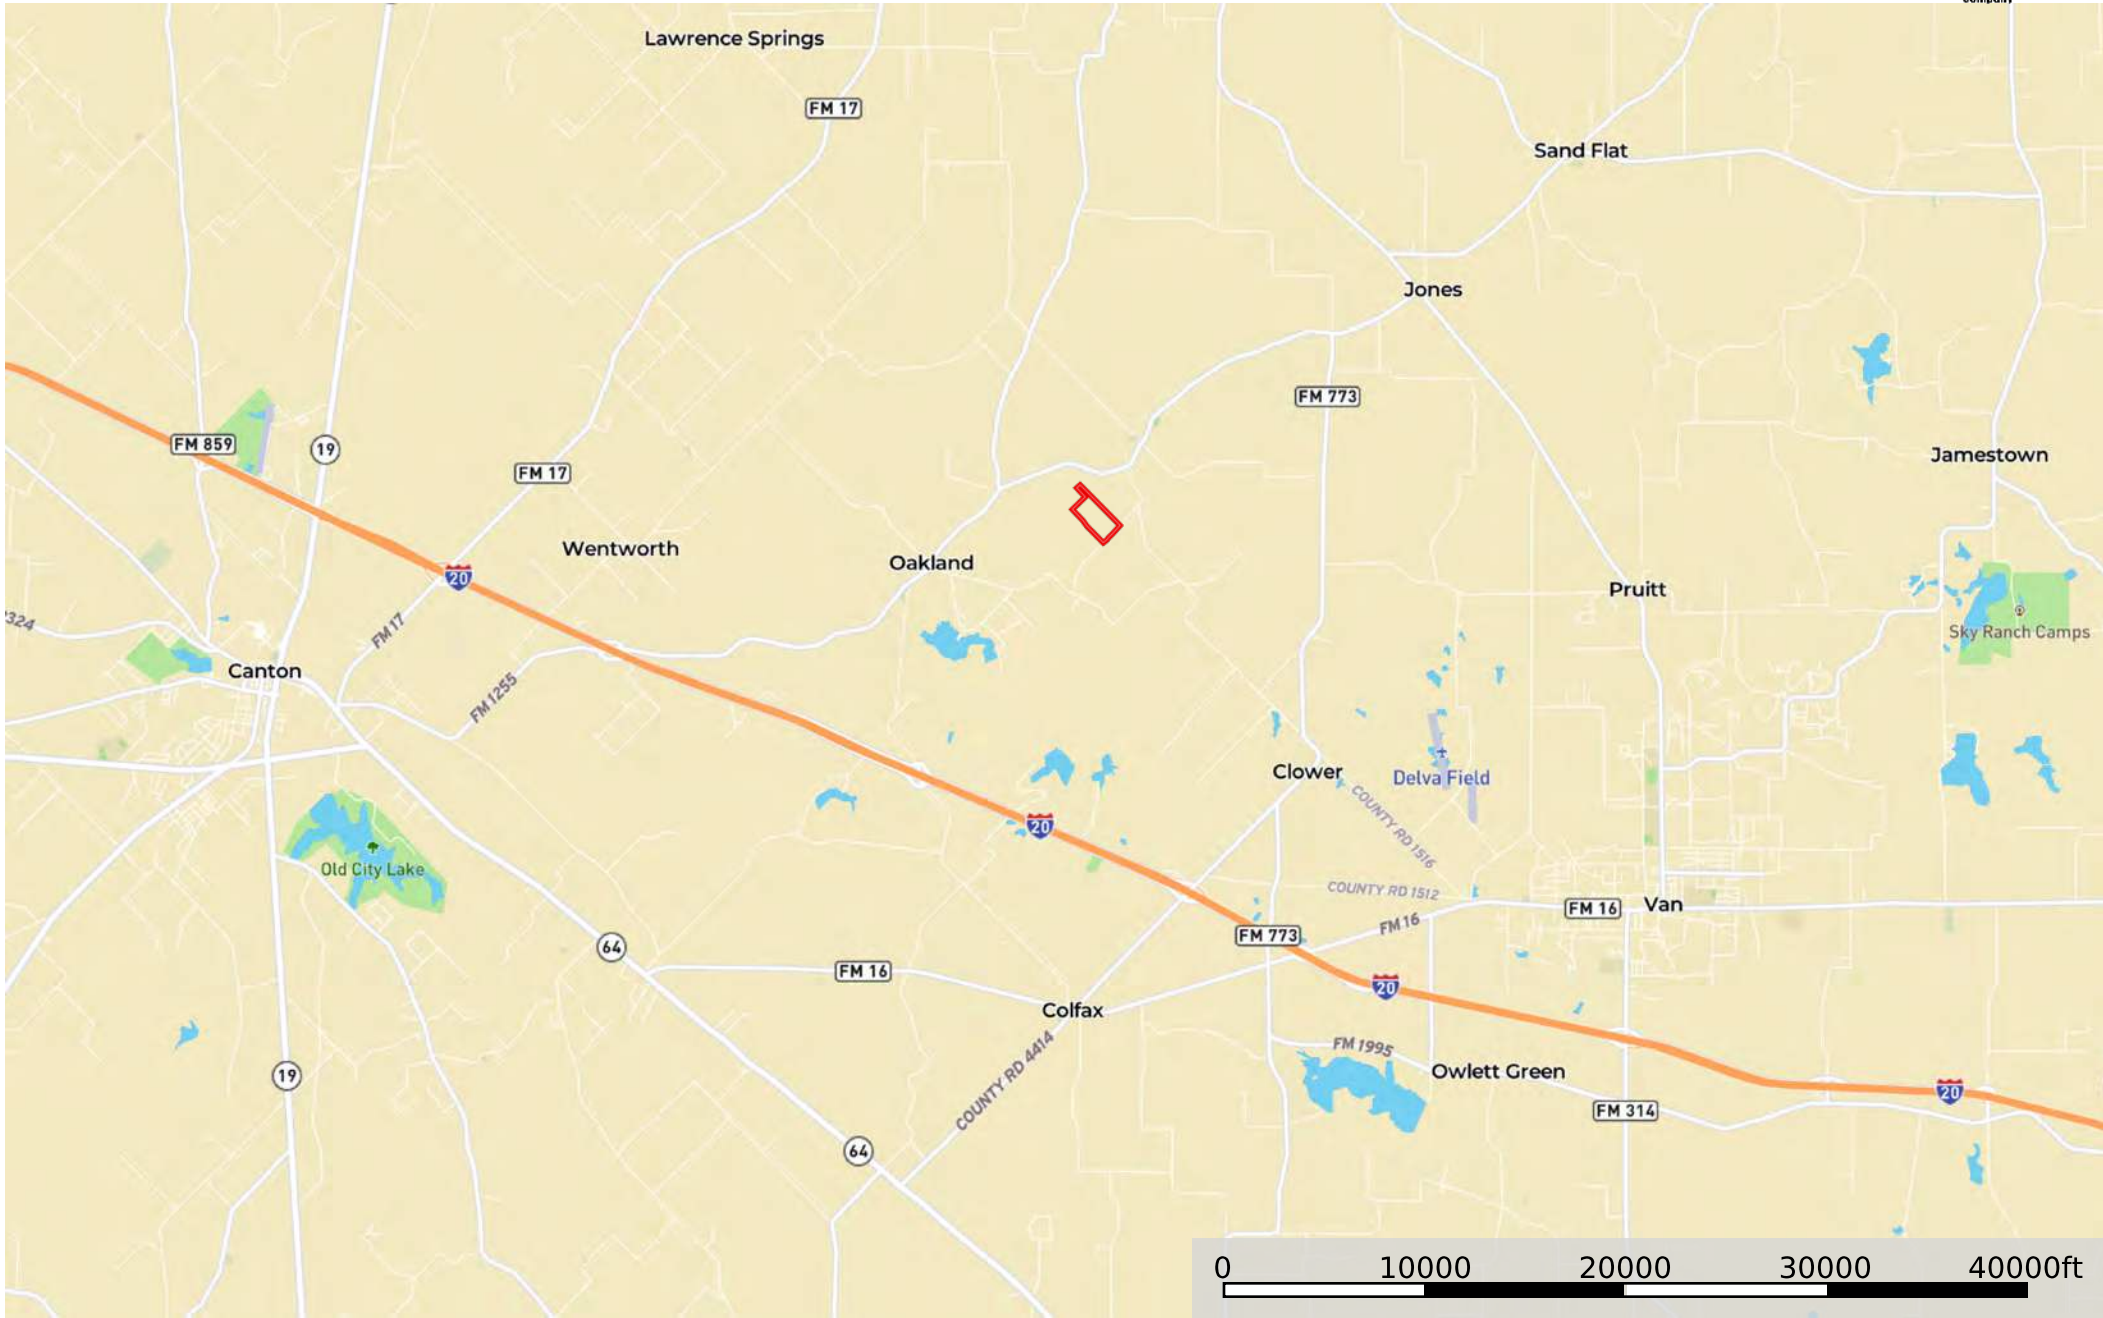 company
Lawrence Springs
FM 17
Sand Flat
Jones
FM 773
FM 859
19
FM 17
Jamestown
Wentworth
Oakland
20
Pruitt
FM 17
Sky Ranch Camps
Canton
FM 1255
Clower
Delva Field
COUNTY RD 1516
20
Old City Lake
COUNTY RD 1512
FM 16
Van
FM 16
FM 773
64
FM 16
20
Colfax
FM 1995
COUNTY RD 4414
Owlett Green
19
20
FM 314
64
0 10000 20000 30000 40000ft